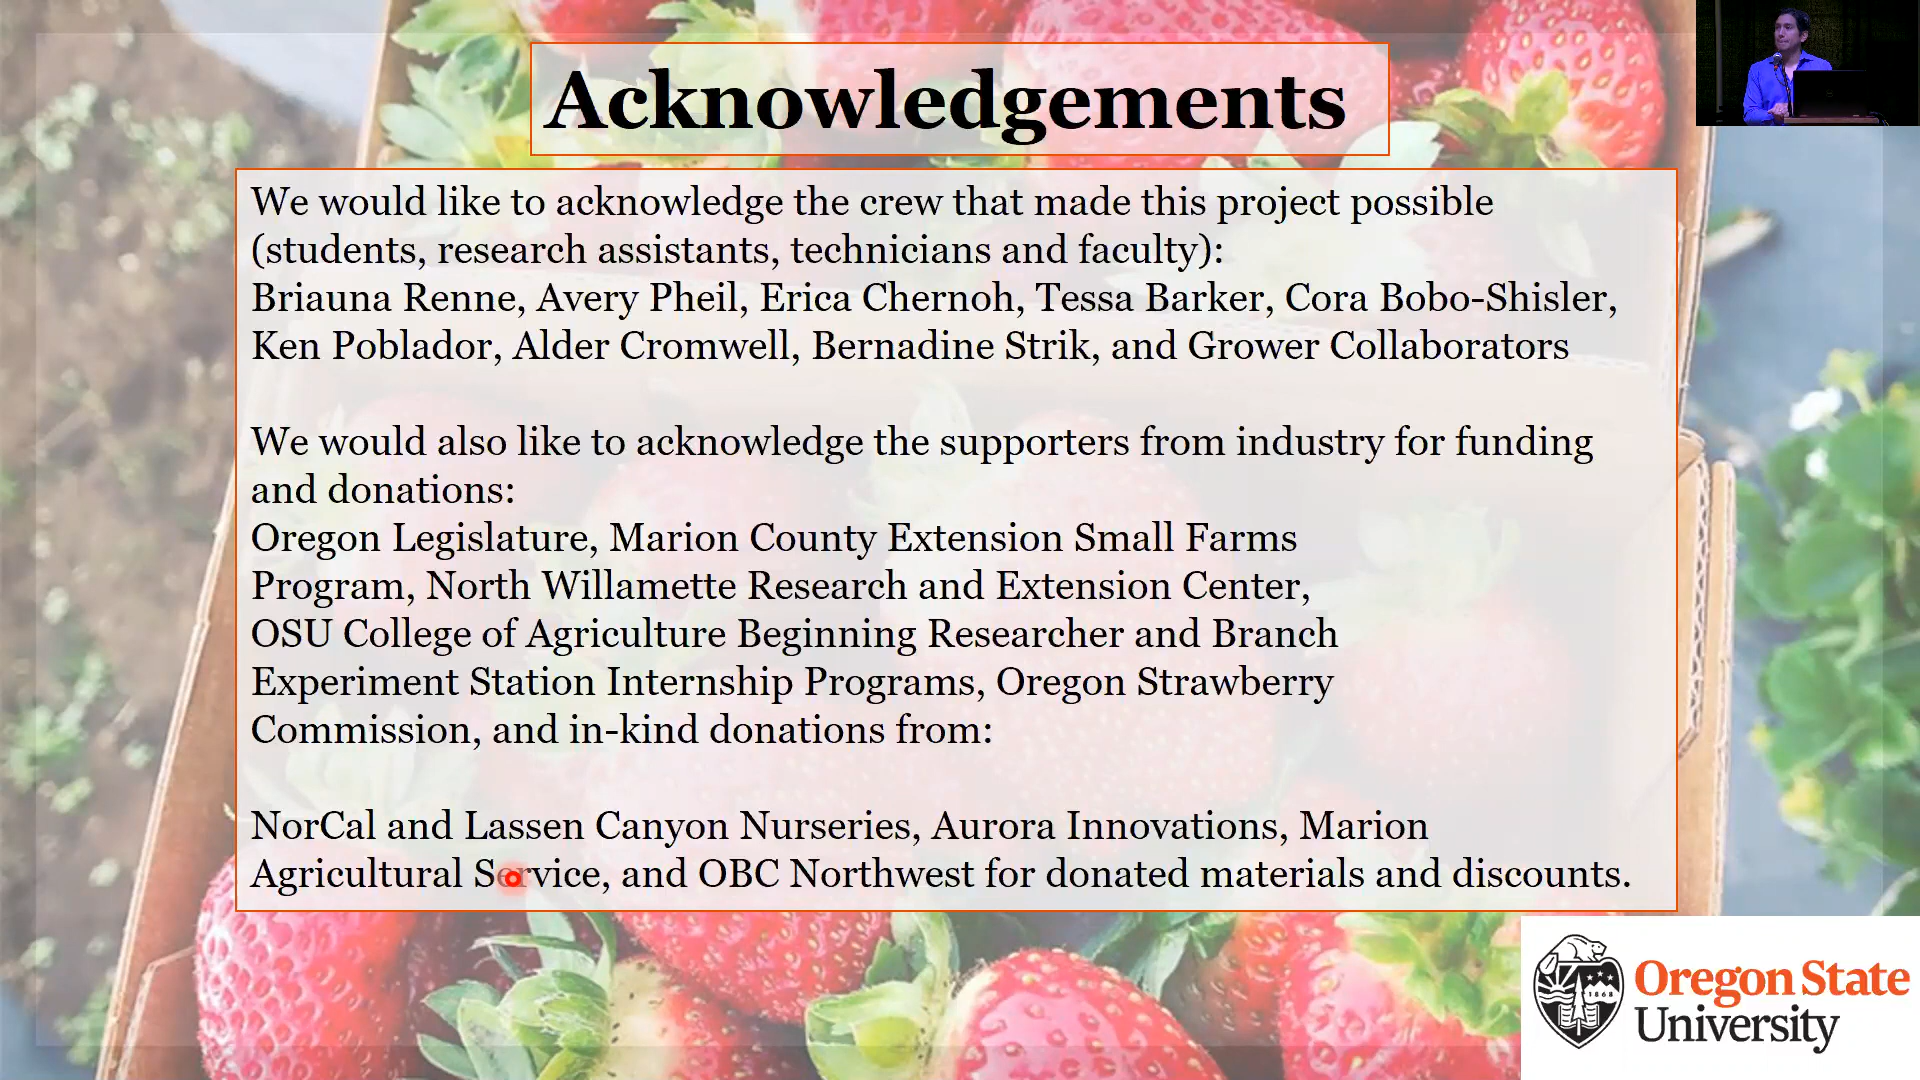 Acknowledgements
We would like to acknowledge the crew that made this project possible
(students, research assistants, technicians and faculty):
Briauna Renne, Avery Pheil, Erica Chernoh, Tessa Barker, Cora Bobo-Shisler,
Ken Poblador, Alder Cromwell, Bernadine Strik, and Grower Collaborators
We would also like to acknowledge the supporters from industry for funding
and donations:
Oregon Legislature, Marion County Extension Small Farms
Program, North Willamette Research and Extension Center,
OSU College of Agriculture Beginning Researcher and Branch
Experiment Station Internship Programs, Oregon Strawberry
Commission, and in-kind donations from:
NorCal and Lassen Canyon Nurseries, Aurora Innovations, Marion
Agricultural Service, and OBC Northwest for donated materials and discounts.
1868
Oregon State
University